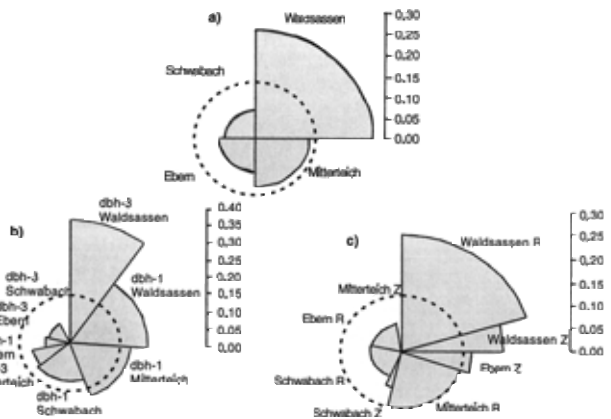 a)
Waldsassen
Schwabach
Ebern
Mitterteich
0,30
0,25
0,20
0,15
0,10
0,05
0,00
b)
dbh-3
Waldsassen
dbh-3
Schwabach
dbh-3
Ebern
dbh-1
Waldsassen
dbh-1
Mitterteich
dbh-1
Schwabach
0,40
0,35
0,30
0,25
0,20
0,15
0,10
0,05
0,00
c)
Waldsassen R
Mitterteich Z
Ebern R
Waldsassen Z
Ebern Z
Schwabach R
Schwabach Z
Mitterteich R
0,30
0,25
0,20
0,15
0,10
0,05
0,00